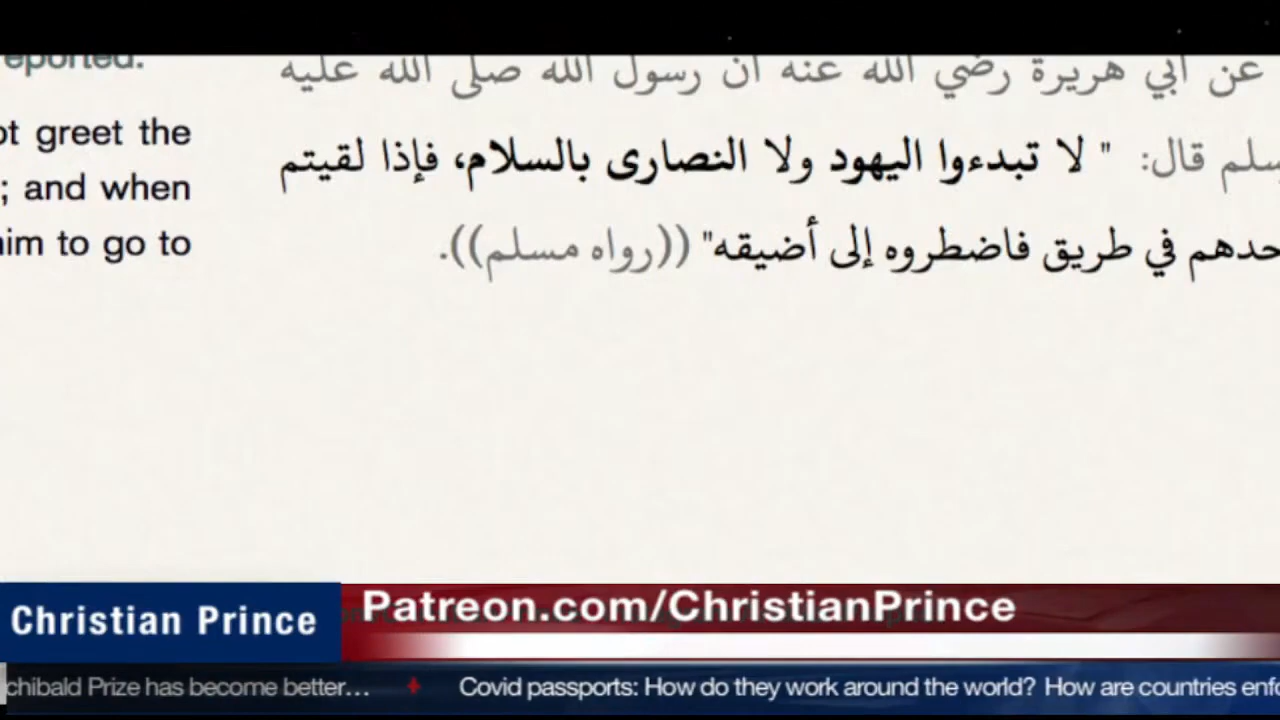 eported.
ot greet the
; and when
him to go to
عن أبي هريرة رضي الله عنه أن رسول الله صلى الله عليه
وسلم قال: " لا تبدءوا اليهود ولا النصارى بالسلام، فإذا لقيتم
حدهم في طريق فاضطروه إلى أضيقه" ((رواه مسلم)).
Christian Prince
Patreon.com/ChristianPrince
chibald Prize has become better... Covid passports: How do they work around the world? How are countries enfo